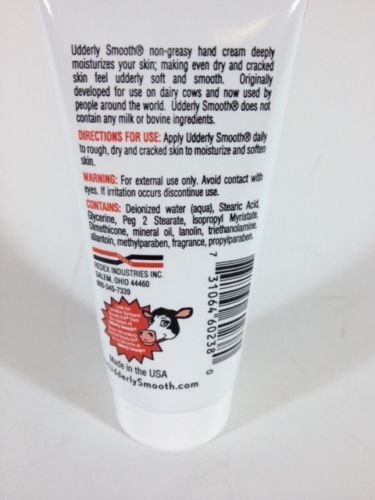 Udderly Smooth® non-greasy hand cream deeply
moisturizes your skin; making even dry and cracked
skin feel udderly soft and smooth. Originally
developed for use on dairy cows and now used by
people around the world. Udderly Smooth® does not
contain any milk or bovine ingredients.
DIRECTIONS FOR USE: Apply Udderly Smooth® daily
to rough, dry and cracked skin to moisturize and soften
skin.
WARNING: For external use only. Avoid contact with
eyes. If irritation occurs discontinue use.
CONTAINS: Deionized water (aqua), Stearic Acid,
Glycerine, Peg 2 Stearate, Isopropyl Myristate,
Dimethicone, mineral oil, lanolin, triethanolamine,
allantoin, methylparaben, fragrance, propylparaben.
REDEX INDUSTRIES INC.
SALEM, OHIO 44460
800-345-7339
Made in the USA
UdderlySmooth.com
7 31064 60238 0